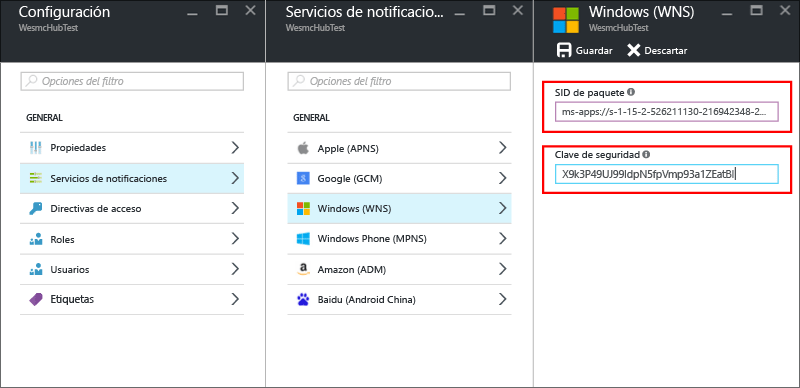 Configuración
WesmcHubTest
Opciones del filtro
GENERAL
Propiedades
Servicios de notificaciones
Directivas de acceso
Roles
Usuarios
Etiquetas
Servicios de notificacio...
WesmcHubTest
Opciones del filtro
GENERAL
Apple (APNS)
Google (GCM)
Windows (WNS)
Windows Phone (MPNS)
Amazon (ADM)
Baidu (Android China)
Windows (WNS)
WesmcHubTest
Guardar Descartar
SID de paquete
ms-apps://s-1-15-2-526211130-216942348-2...
Clave de seguridad